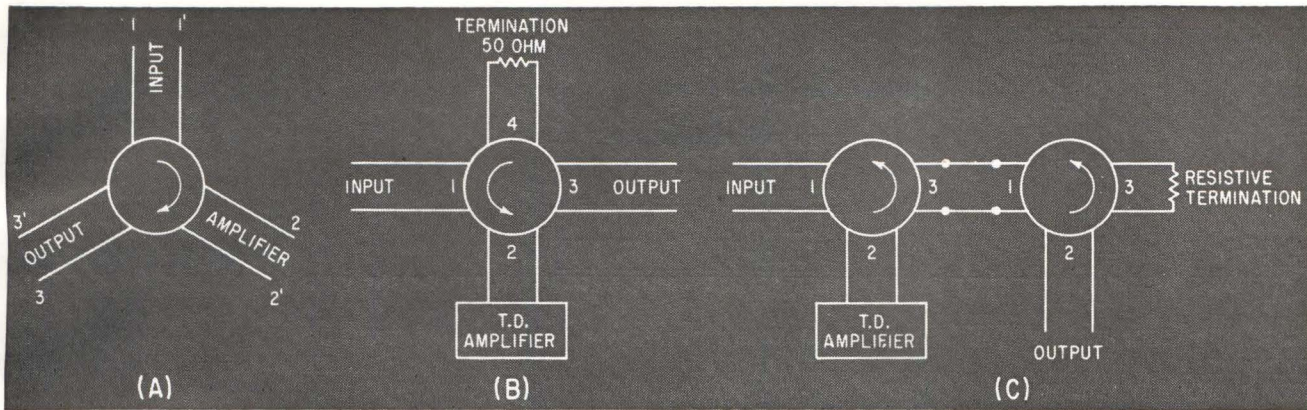 1 1'
INPUT
3'
OUTPUT
3
AMPLIFIER
2
2'
(A)
TERMINATION
50 OHM
4
INPUT 1
3 OUTPUT
2
T.D.
AMPLIFIER
(B)
INPUT 1
3
2
T.D.
AMPLIFIER
1
3
RESISTIVE
TERMINATION
2
OUTPUT
(C)